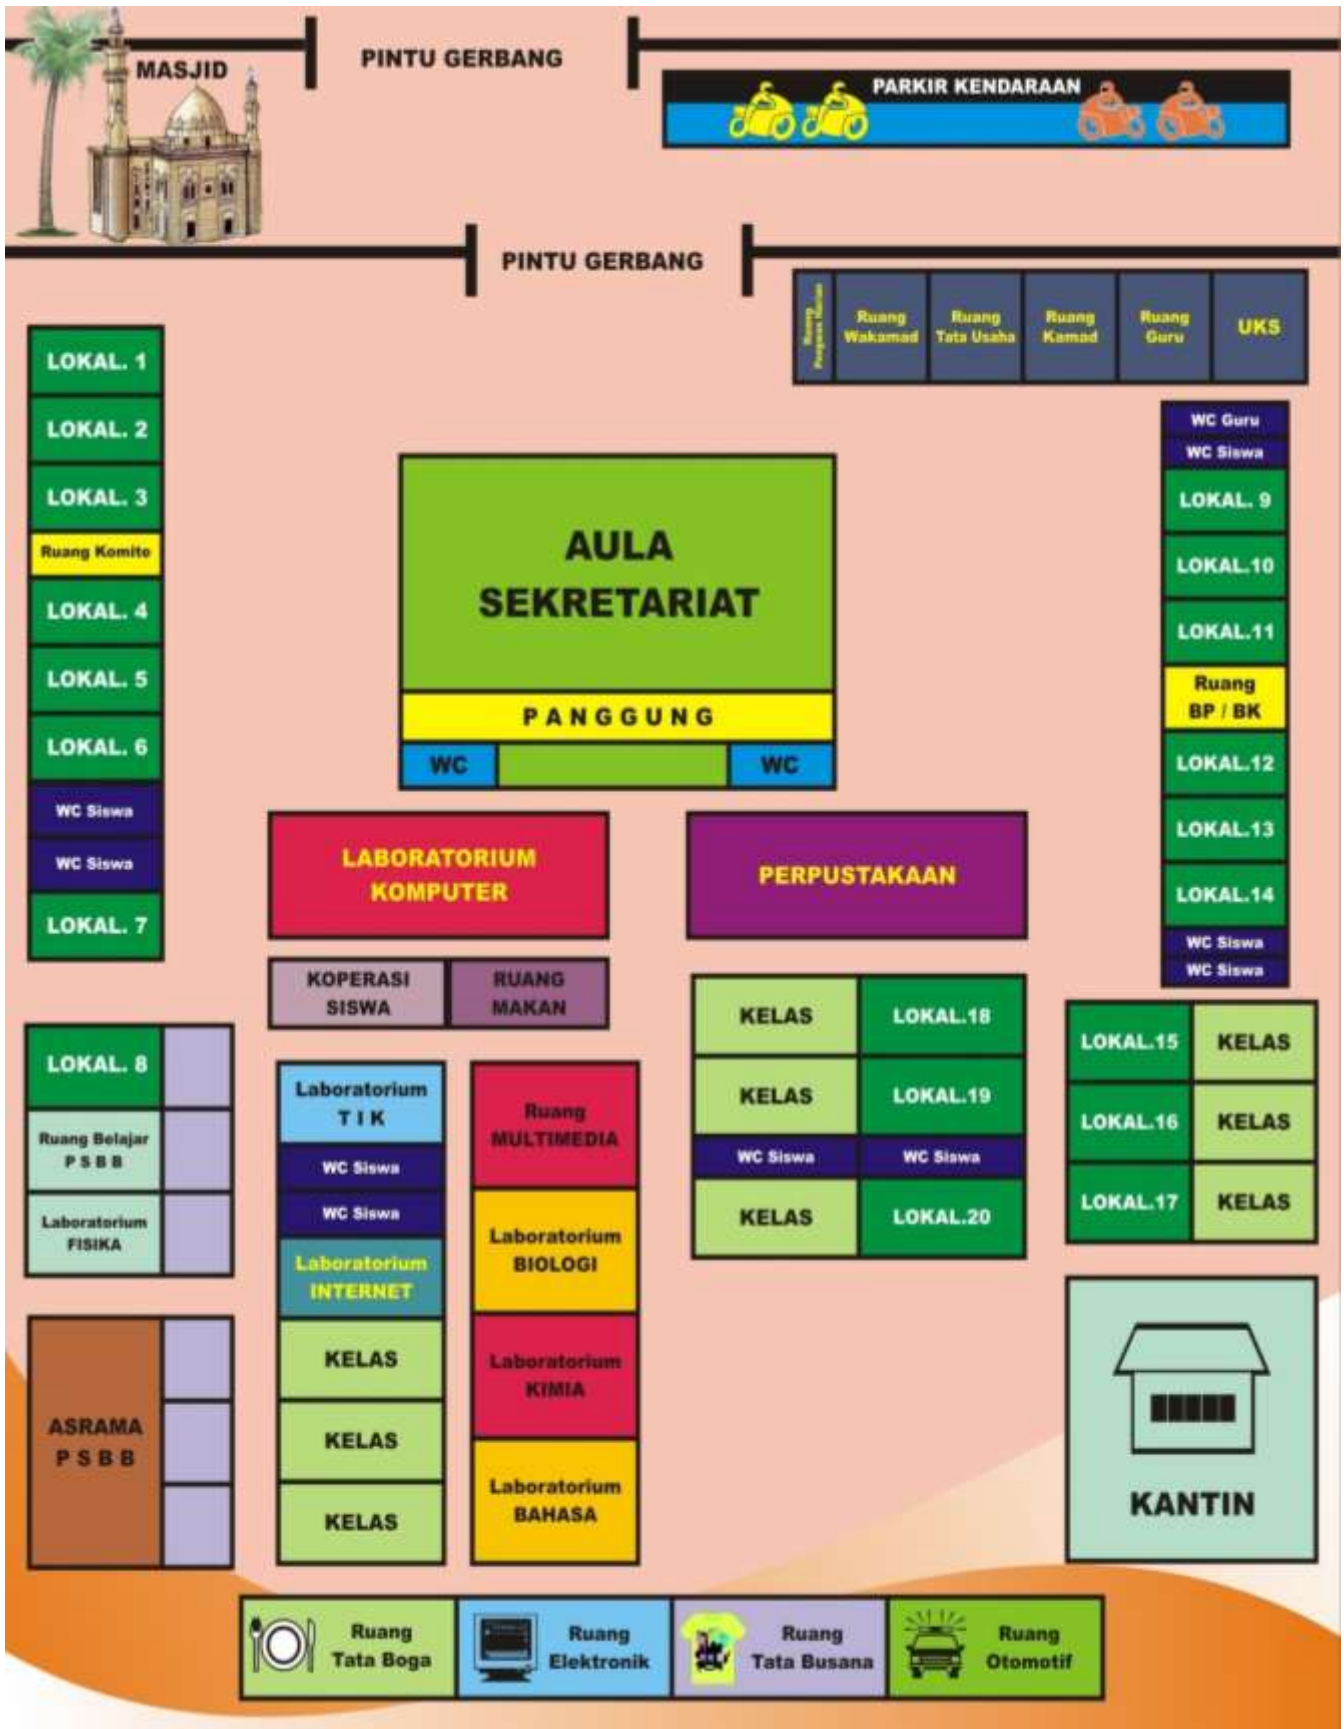 MASJID
PINTU GERBANG
PARKIR KENDARAAN
PINTU GERBANG
Ruang
Wakamad
Ruang
Tata Usaha
Ruang
Kamad
Ruang
Guru
UKS
LOKAL. 1
LOKAL. 2
LOKAL. 3
Ruang Komite
LOKAL. 4
LOKAL. 5
LOKAL. 6
WC Siswa
WC Siswa
LOKAL. 7
AULA
SEKRETARIAT
PANGGUNG
WC
WC
WC Guru
WC Siswa
LOKAL. 9
LOKAL.10
LOKAL.11
Ruang
BP / BK
LOKAL.12
LOKAL.13
LOKAL.14
WC Siswa
WC Siswa
LABORATORIUM
KOMPUTER
PERPUSTAKAAN
KOPERASI
SISWA
RUANG
MAKAN
KELAS
LOKAL.18
KELAS
LOKAL.19
WC Siswa
WC Siswa
KELAS
LOKAL.20
LOKAL.15
KELAS
LOKAL.16
KELAS
LOKAL.17
KELAS
LOKAL. 8
Ruang Belajar
PSBB
Laboratorium
FISIKA
Laboratorium
TIK
WC Siswa
WC Siswa
Laboratorium
INTERNET
KELAS
KELAS
KELAS
Ruang
MULTIMEDIA
Laboratorium
BIOLOGI
Laboratorium
KIMIA
Laboratorium
BAHASA
ASRAMA
PSBB
KANTIN
Ruang
Tata Boga
Ruang
Elektronik
Ruang
Tata Busana
Ruang
Otomotif